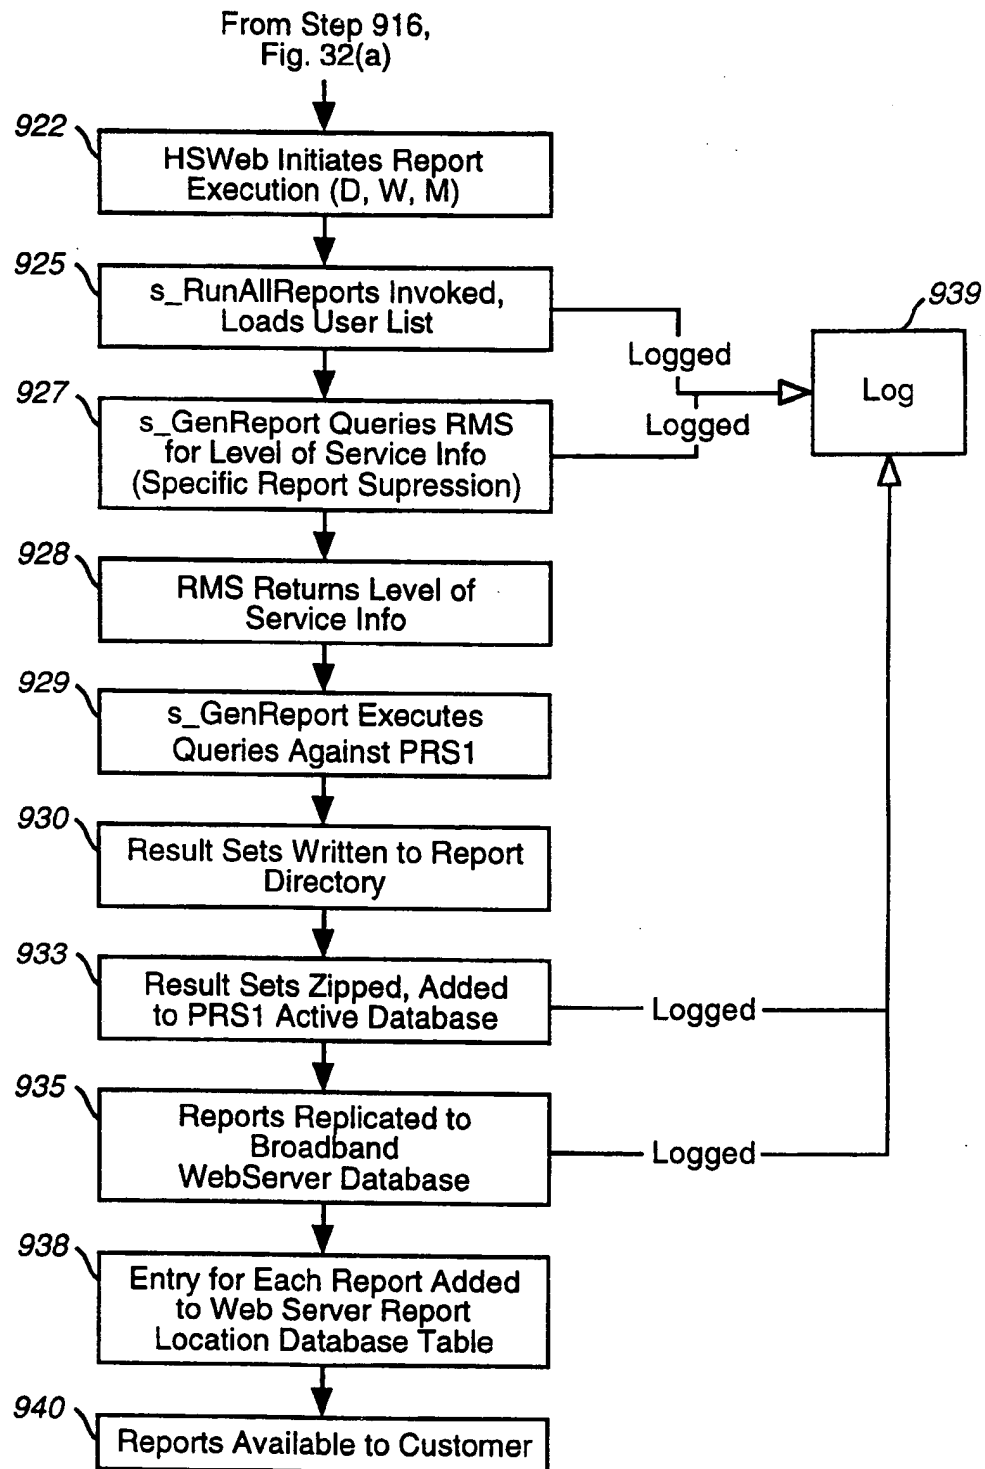 From Step 916,
Fig. 32(a)
922
HSWeb Initiates Report
Execution (D, W, M)
925
s_RunAllReports Invoked,
Loads User List
Logged
939
Log
927
s_GenReport Queries RMS
for Level of Service Info
(Specific Report Supression)
Logged
928
RMS Returns Level of
Service Info
929
s_GenReport Executes
Queries Against PRS1
930
Result Sets Written to Report
Directory
933
Result Sets Zipped, Added
to PRS1 Active Database
Logged
935
Reports Replicated to
Broadband
WebServer Database
Logged
938
Entry for Each Report Added
to Web Server Report
Location Database Table
940
Reports Available to Customer